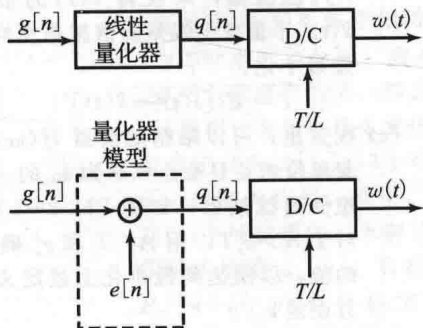 g[n]
线性
量化器
q[n]
D/C
w(t)
T/L
量化器
模型
g[n]
+
q[n]
D/C
w(t)
e[n]
T/L